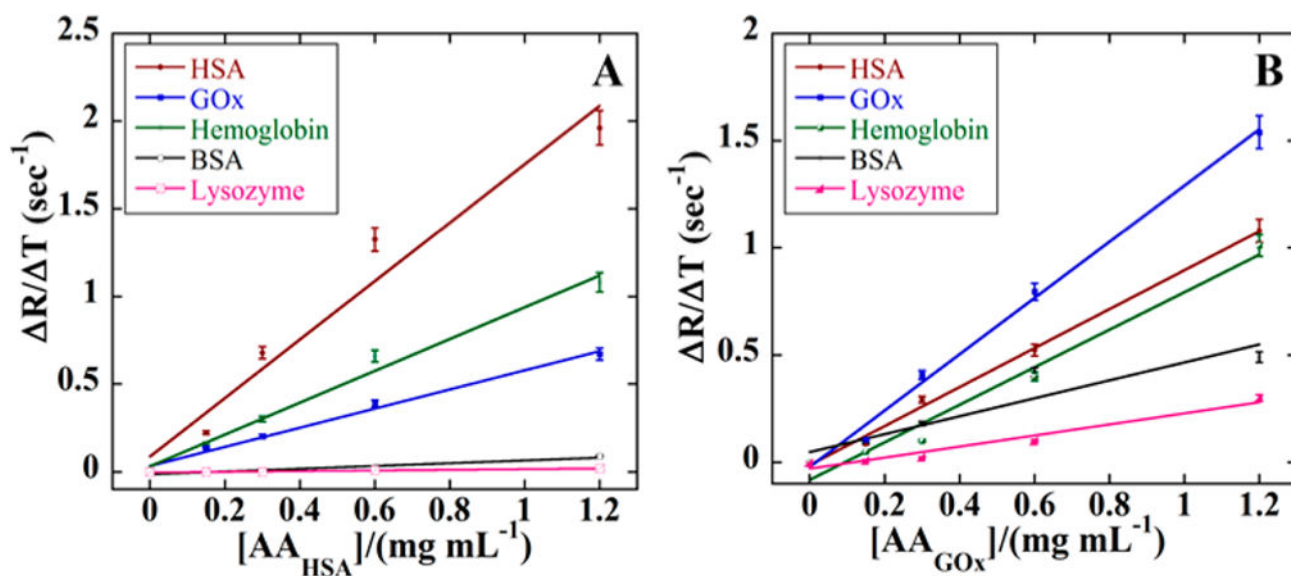 A
HSA
GOx
Hemoglobin
BSA
Lysozyme
ΔR/ΔT (sec⁻¹)
2.5
2
1.5
1
0.5
0
0 0.2 0.4 0.6 0.8 1 1.2
[AA_HSA]/(mg mL⁻¹)
B
HSA
GOx
Hemoglobin
BSA
Lysozyme
ΔR/ΔT (sec⁻¹)
2
1.5
1
0.5
0
0 0.2 0.4 0.6 0.8 1 1.2
[AA_GOx]/(mg mL⁻¹)